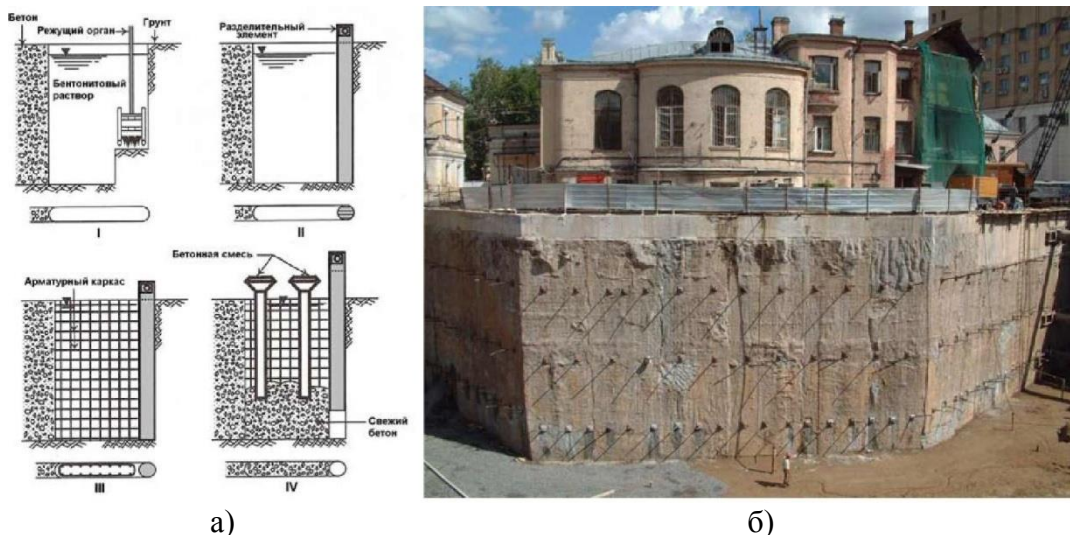 Бетон
Режущий орган
Грунт
Бентонитовый
раствор
I
Разделительный
элемент
II
Арматурный каркас
III
Бетонная смесь
Свежий
бетон
IV
а)
б)